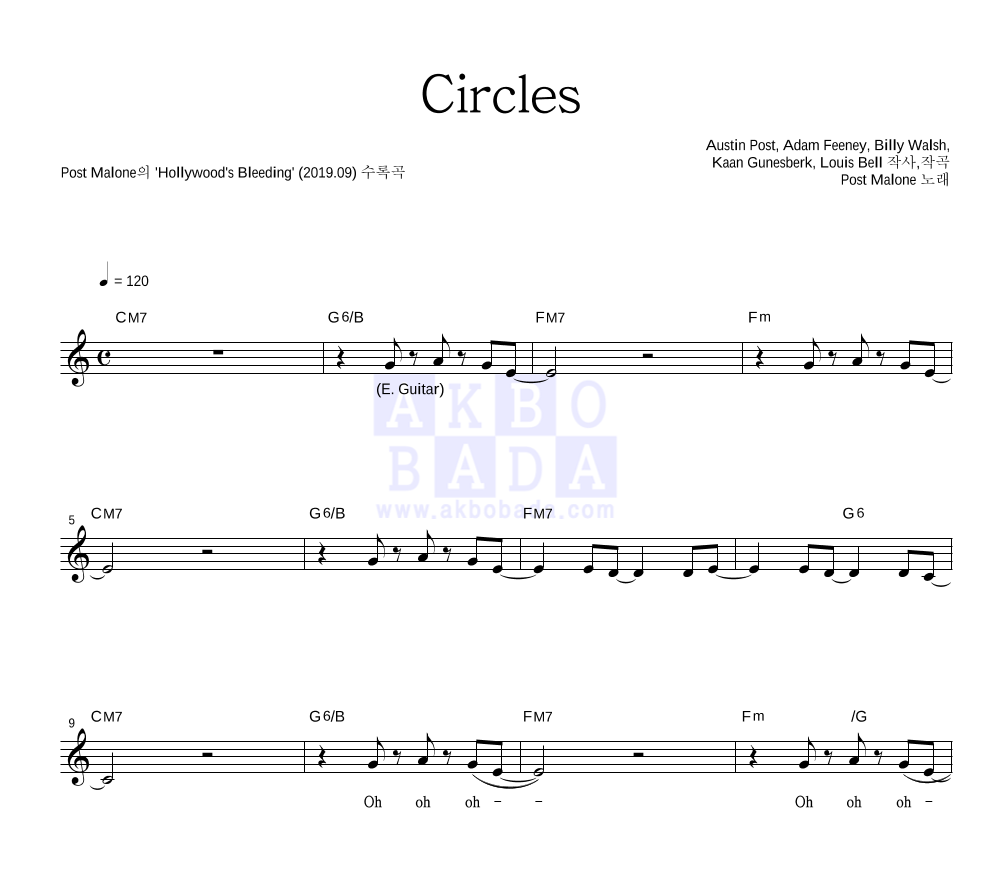 Circles
Austin Post, Adam Feeney, Billy Walsh,
Kaan Gunesberk, Louis Bell 작사,작곡
Post Malone의 'Hollywood's Bleeding' (2019.09) 수록곡
Post Malone 노래
= 120
CM7 G6/B FM7 Fm
(E. Guitar)
AKBO
BADA
www.akbobada.com
5 CM7 G6/B FM7 G6
9 CM7 G6/B FM7 Fm /G
Oh oh oh - - Oh oh oh -